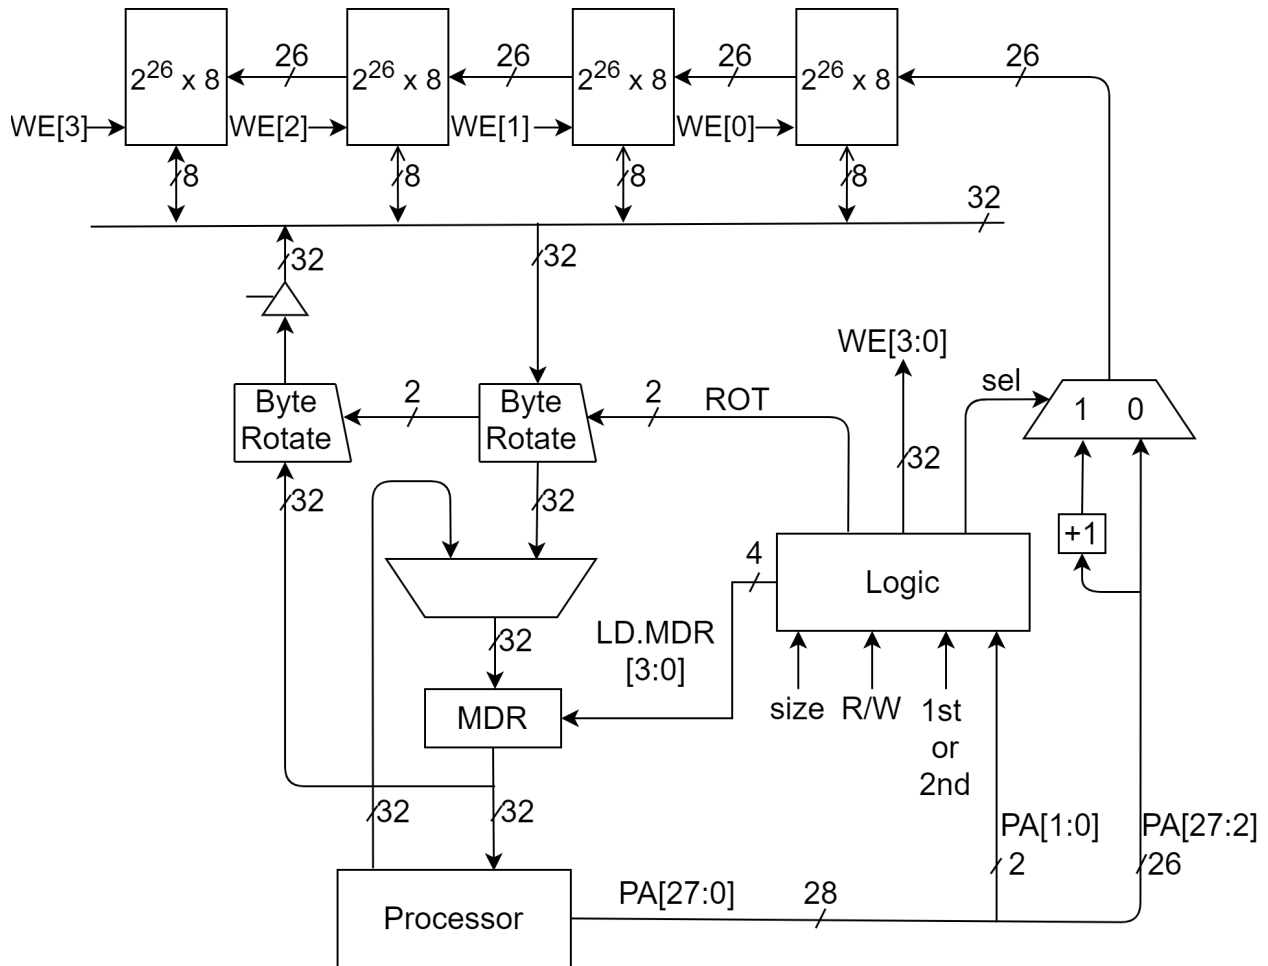 26
26
26
26
2^26 x 8
2^26 x 8
2^26 x 8
2^26 x 8
WE[3]
WE[2]
WE[1]
WE[0]
8
8
8
8
32
32
32
WE[3:0]
Byte
Rotate
2
Byte
Rotate
2
ROT
sel
1
0
32
32
32
+1
4
Logic
LD.MDR
[3:0]
32
size
R/W
1st
or
2nd
MDR
32
32
PA[1:0]
2
PA[27:2]
26
PA[27:0]
28
Processor